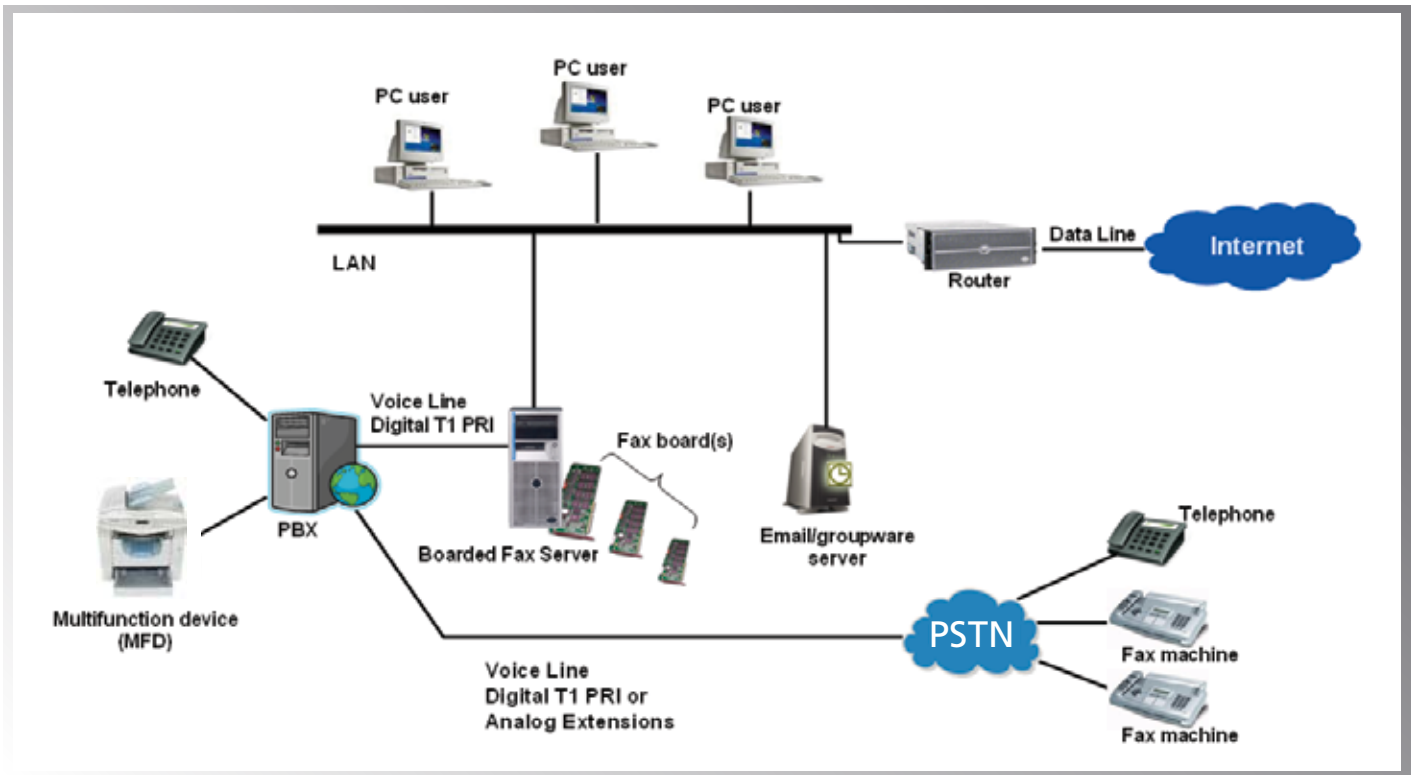 PC user
PC user
PC user
LAN
Data Line
Internet
Router
Telephone
Voice Line
Digital T1 PRI
Fax board(s)
PBX
Boarded Fax Server
Email/groupware
server
Multifunction device
(MFD)
Telephone
PSTN
Fax machine
Fax machine
Voice Line
Digital T1 PRI or
Analog Extensions